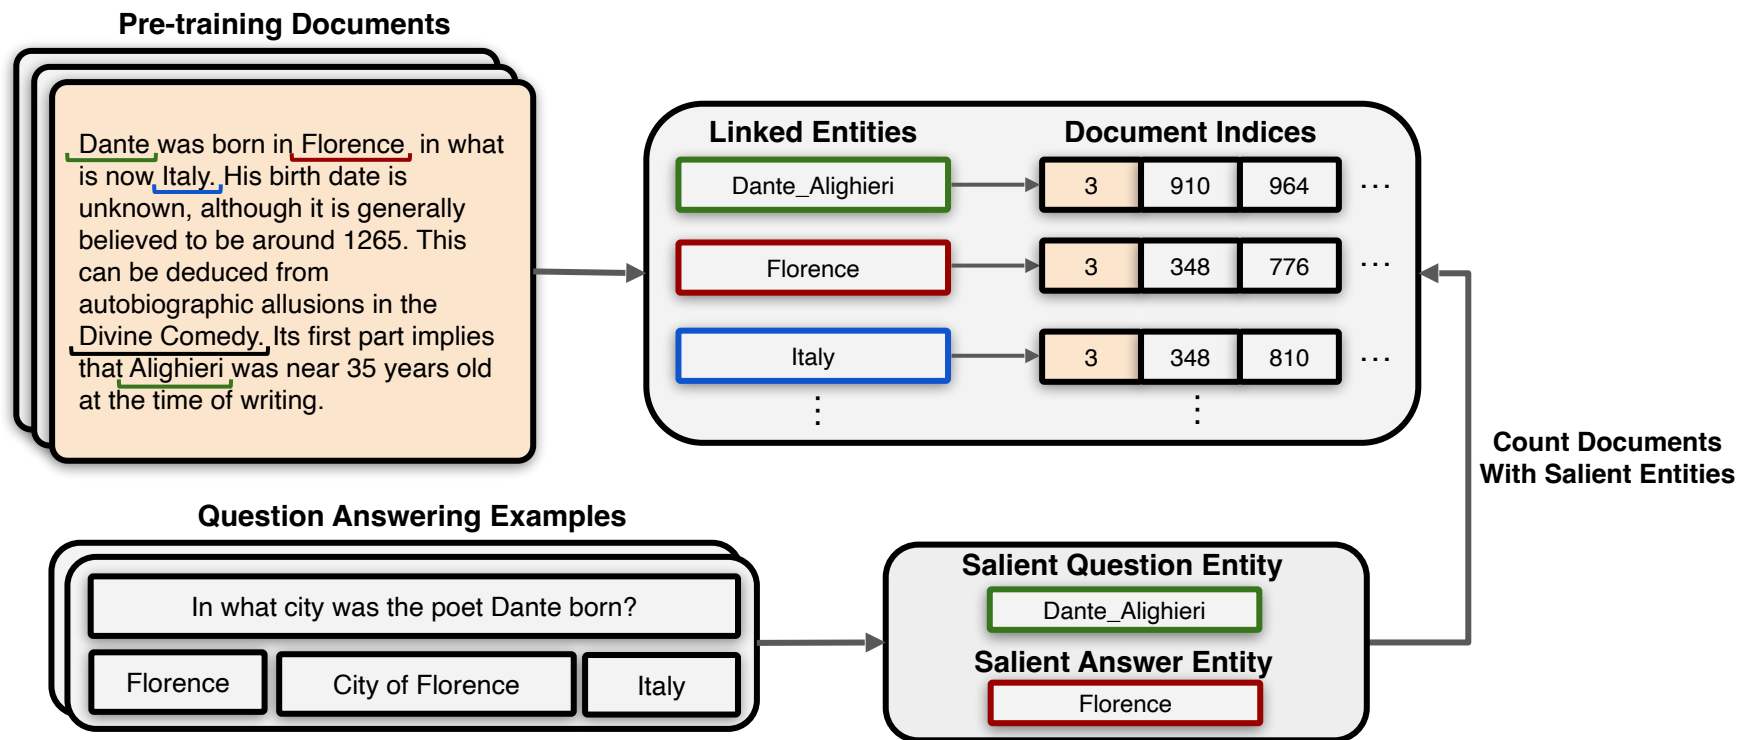 Pre-training Documents
Dante was born in Florence in what
is now Italy. His birth date is
unknown, although it is generally
believed to be around 1265. This
can be deduced from
autobiographic allusions in the
Divine Comedy. Its first part implies
that Alighieri was near 35 years old
at the time of writing.
Linked Entities
Document Indices
Dante_Alighieri
3 910 964 ...
Florence
3 348 776 ...
Italy
3 348 810 ...
Count Documents
With Salient Entities
Question Answering Examples
In what city was the poet Dante born?
Florence
City of Florence
Italy
Salient Question Entity
Dante_Alighieri
Salient Answer Entity
Florence